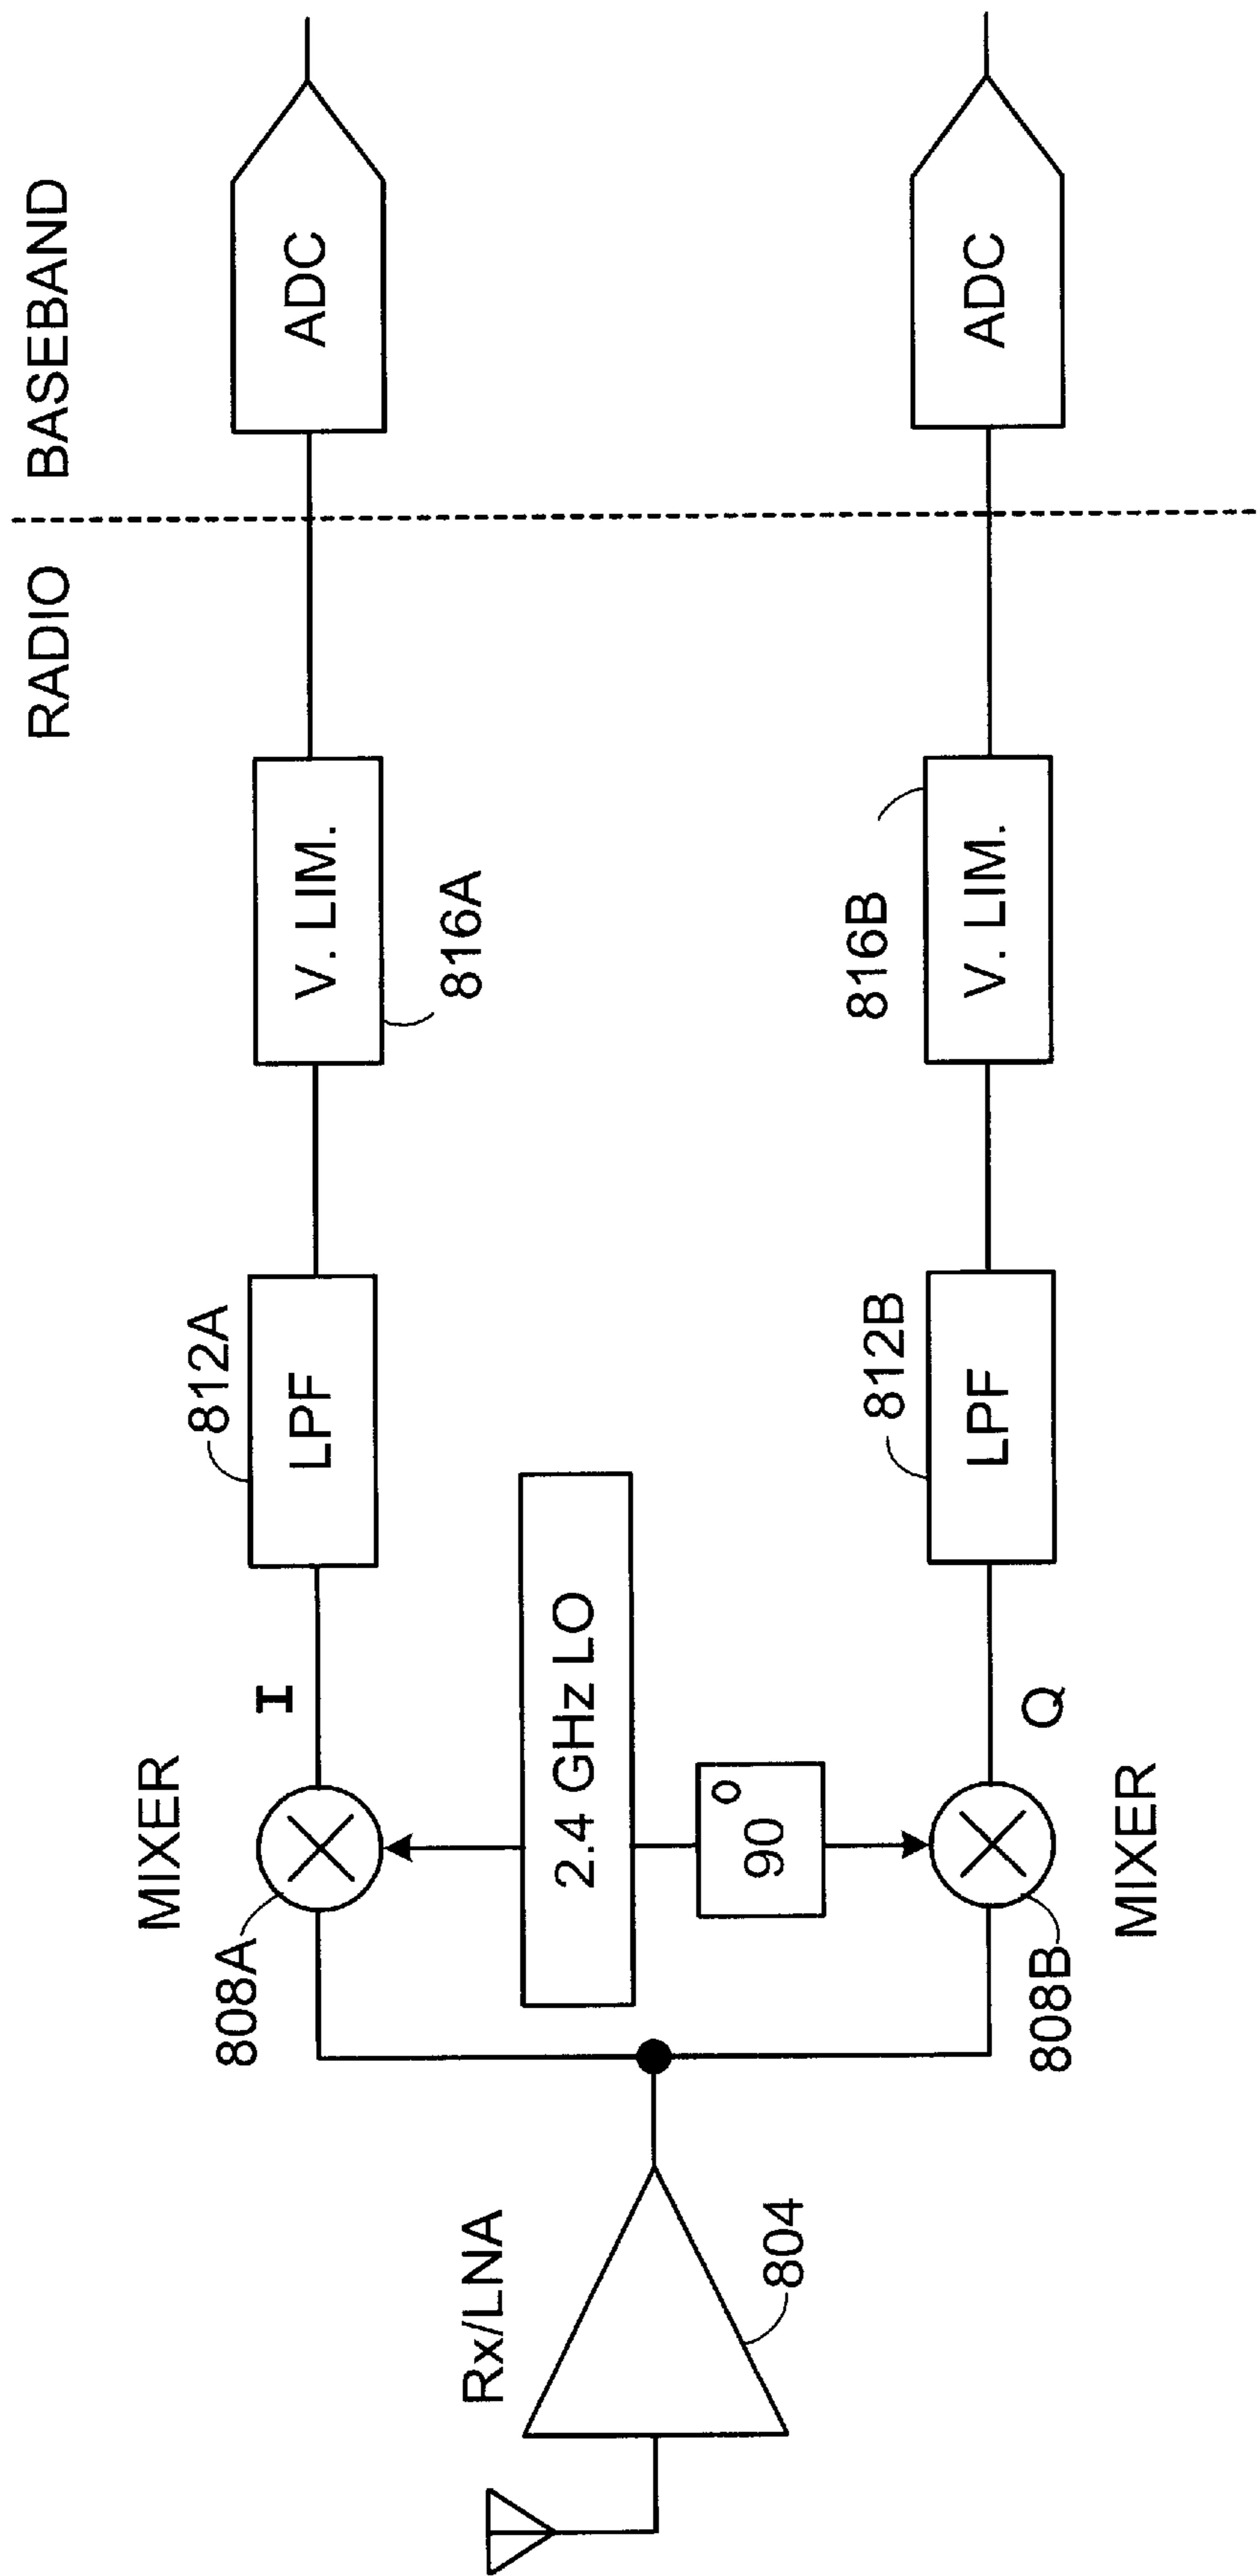 RADIO
BASEBAND
MIXER
808A
I
812A
LPF
V. LIM.
816A
ADC
Rx/LNA
804
2.4 GHz LO
90°
808B
MIXER
Q
812B
LPF
816B
V. LIM.
ADC